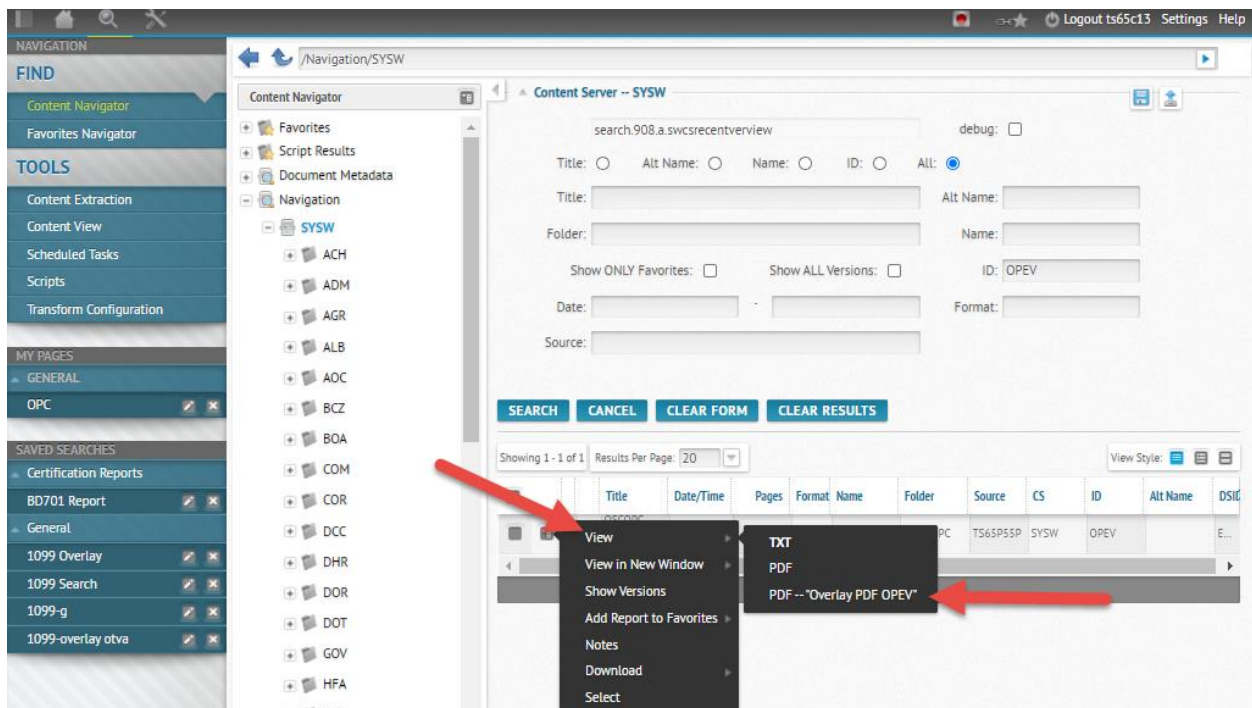 Logout ts65c13 Settings Help
NAVIGATION
FIND
Content Navigator
Favorites Navigator
TOOLS
Content Extraction
Content View
Scheduled Tasks
Scripts
Transform Configuration
MY PAGES
GENERAL
OPC
SAVED SEARCHES
Certification Reports
BD701 Report
General
1099 Overlay
1099 Search
1099-g
1099-overlay otva
/Navigation/SYSW
Content Navigator
Favorites
Script Results
Document Metadata
Navigation
SYSW
ACH
ADM
AGR
ALB
AOC
BCZ
BOA
COM
COR
DCC
DHR
DOR
DOT
GOV
HFA
Content Server -- SYSW
search.908.a.swcsrecentverview debug:
Title: Alt Name: Name: ID: All:
Title: Alt Name:
Folder: Name:
Show ONLY Favorites: Show ALL Versions: ID: OPEV
Date: - Format:
Source:
SEARCH CANCEL CLEAR FORM CLEAR RESULTS
Showing 1 - 1 of 1 Results Per Page: 20 View Style:
Title Date/Time Pages Format Name Folder Source CS ID Alt Name DSID
PC TS65P55P SYSW OPEV E...
View
View in New Window
Show Versions
Add Report to Favorites
Notes
Download
Select
TXT
PDF
PDF -- "Overlay PDF OPEV"